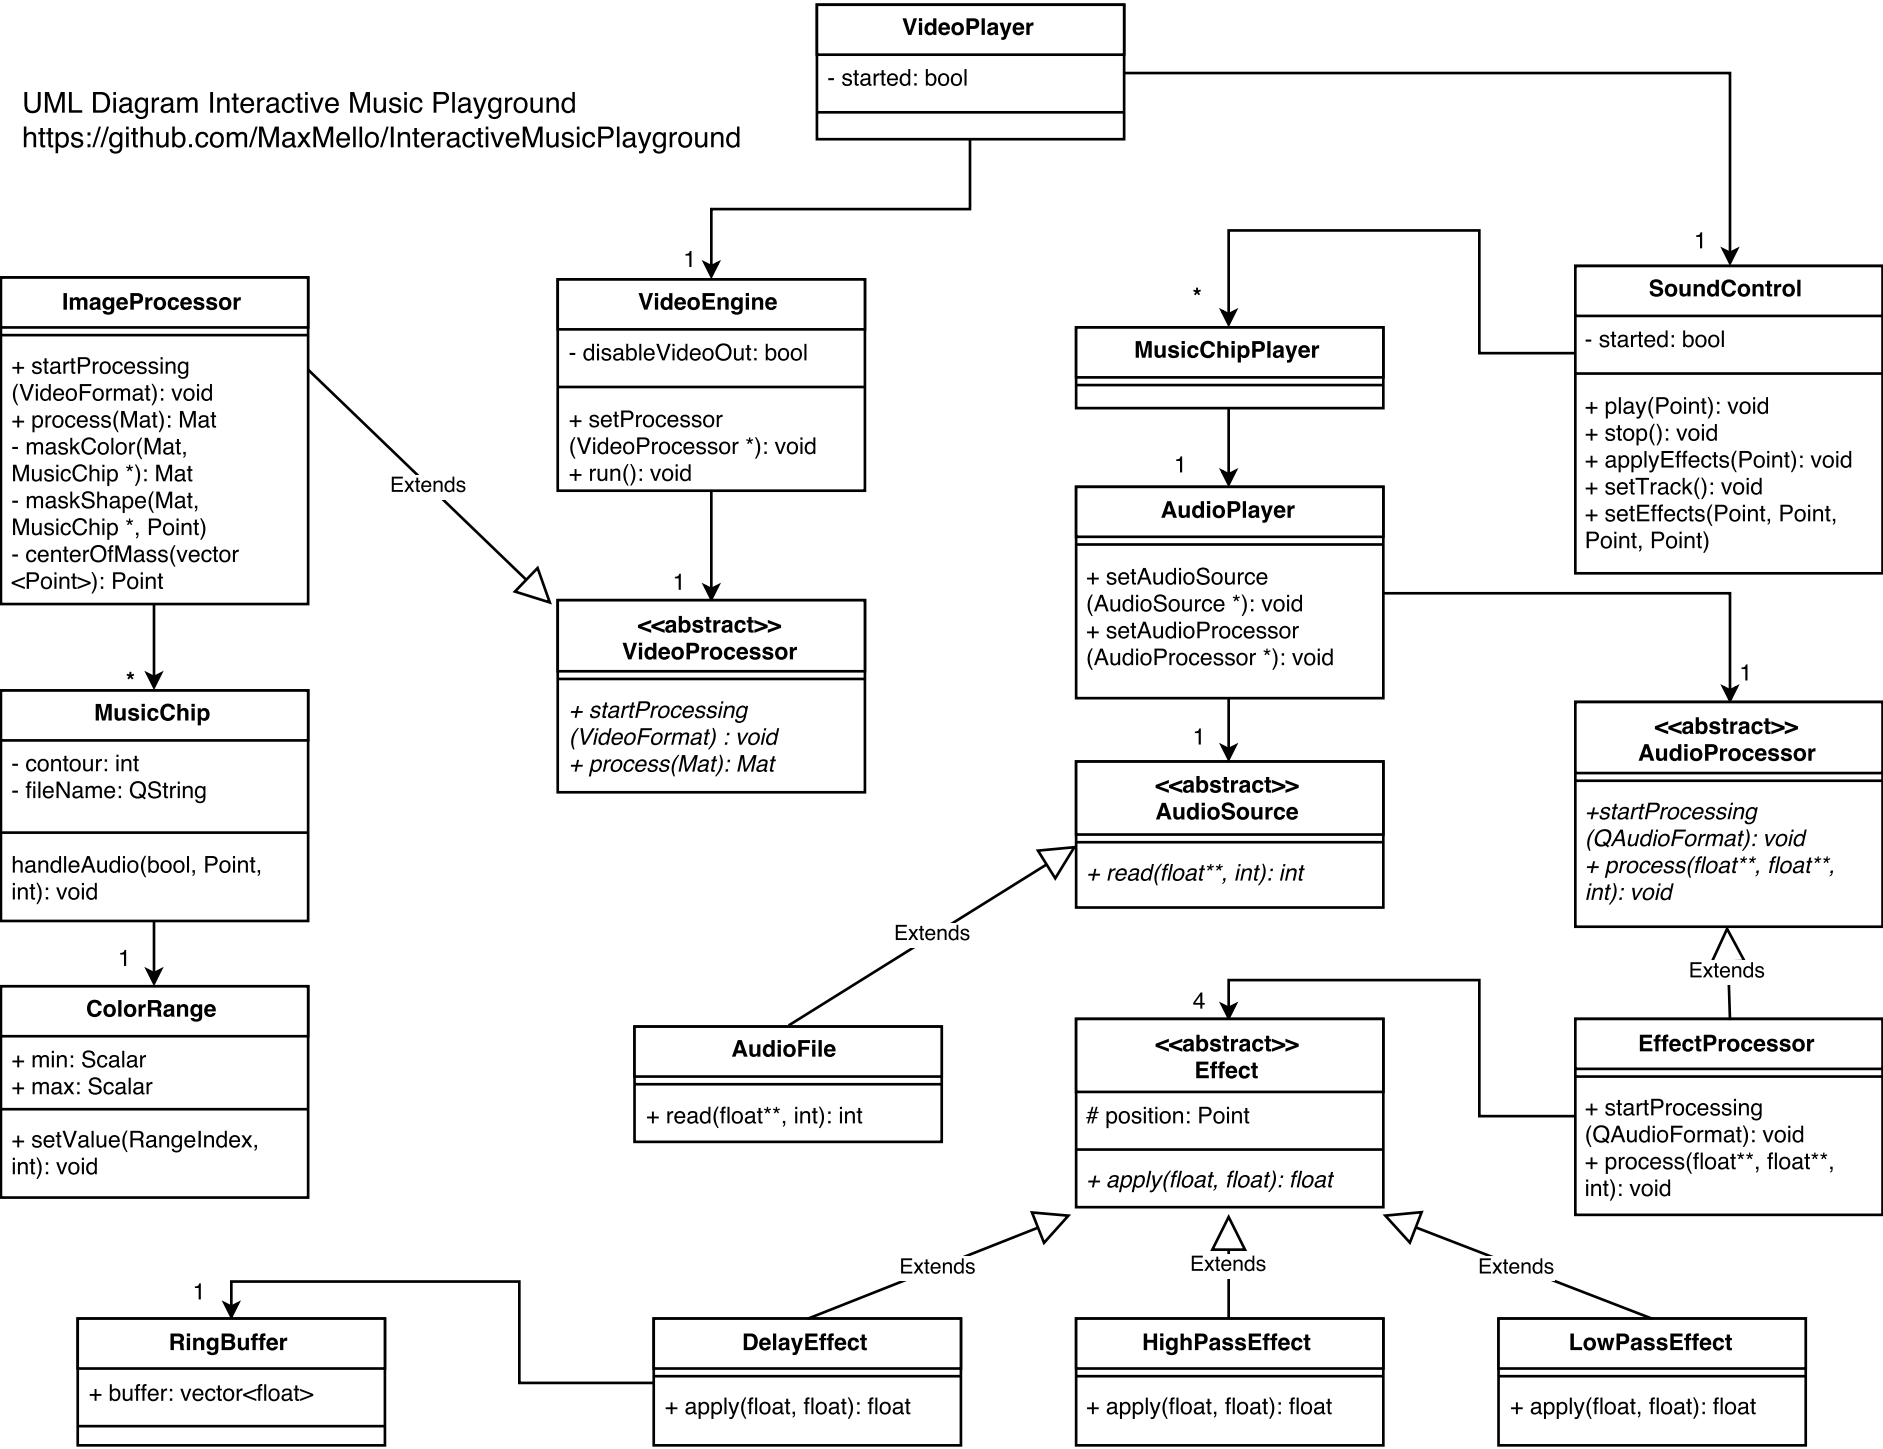 VideoPlayer
- started: bool
UML Diagram Interactive Music Playground
https://github.com/MaxMello/InteractiveMusicPlayground
1
1
*
ImageProcessor
+ startProcessing
(VideoFormat): void
+ process(Mat): Mat
- maskColor(Mat,
MusicChip *): Mat
- maskShape(Mat,
MusicChip *, Point)
- centerOfMass(vector
<Point>): Point
Extends
VideoEngine
- disableVideoOut: bool
+ setProcessor
(VideoProcessor *): void
+ run(): void
MusicChipPlayer
SoundControl
- started: bool
+ play(Point): void
+ stop(): void
+ applyEffects(Point): void
+ setTrack(): void
+ setEffects(Point, Point,
Point, Point)
1
AudioPlayer
+ setAudioSource
(AudioSource *): void
+ setAudioProcessor
(AudioProcessor *): void
1
<<abstract>>
VideoProcessor
+ startProcessing
(VideoFormat) : void
+ process(Mat): Mat
*
MusicChip
- contour: int
- fileName: QString
handleAudio(bool, Point,
int): void
1
1
<<abstract>>
AudioSource
+ read(float**, int): int
<<abstract>>
AudioProcessor
+startProcessing
(QAudioFormat): void
+ process(float**, float**,
int): void
Extends
Extends
1
ColorRange
+ min: Scalar
+ max: Scalar
+ setValue(RangeIndex,
int): void
AudioFile
+ read(float**, int): int
4
<<abstract>>
Effect
# position: Point
+ apply(float, float): float
EffectProcessor
+ startProcessing
(QAudioFormat): void
+ process(float**, float**,
int): void
Extends
Extends
Extends
1
RingBuffer
+ buffer: vector<float>
DelayEffect
+ apply(float, float): float
HighPassEffect
+ apply(float, float): float
LowPassEffect
+ apply(float, float): float